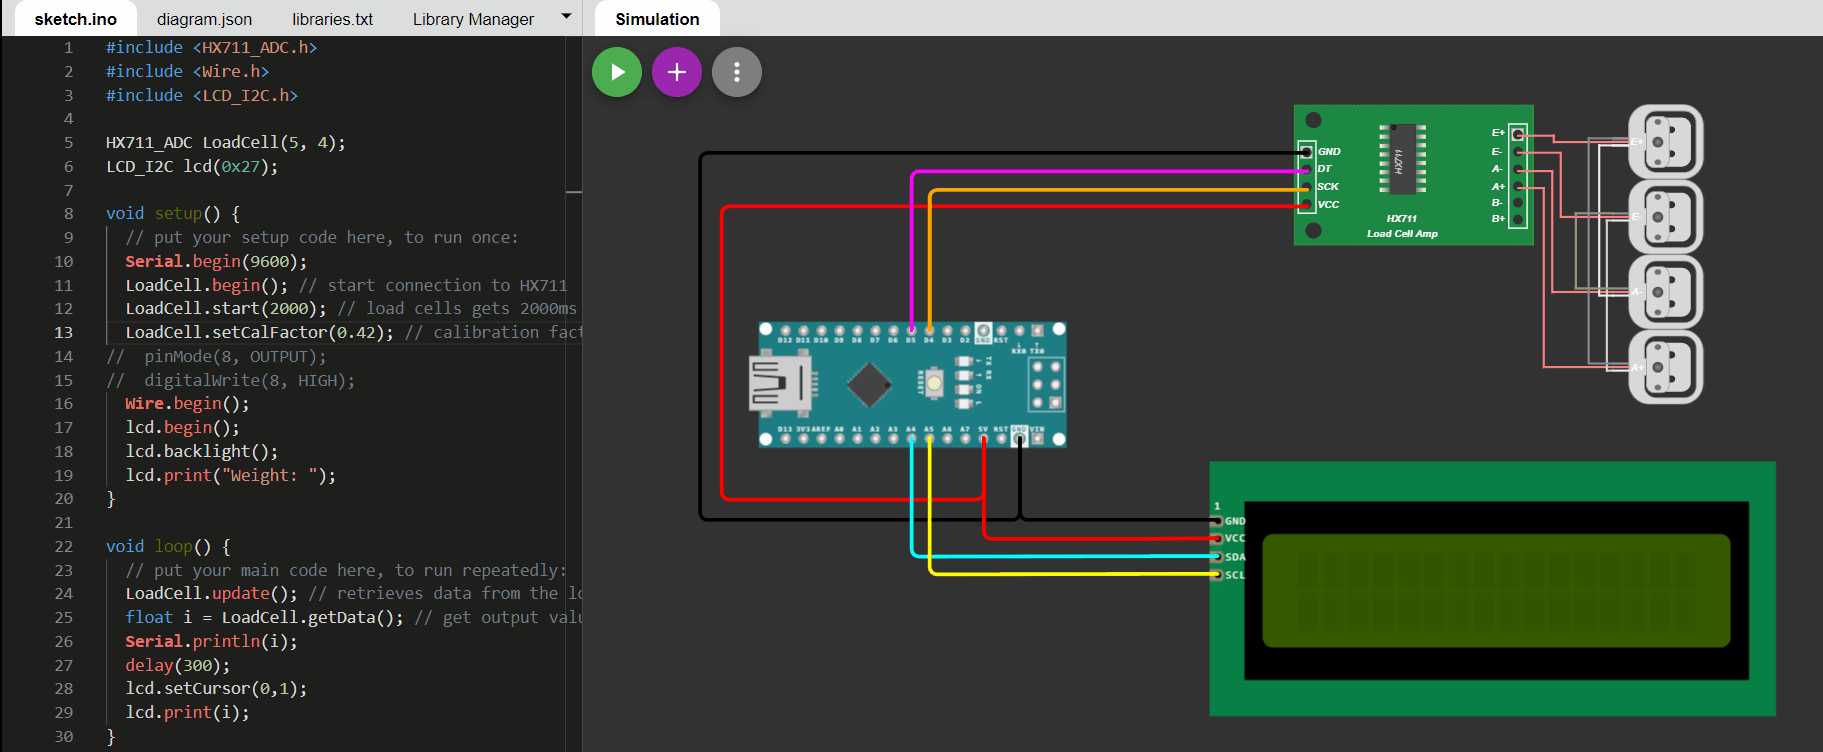 sketch.ino
diagram.json
libraries.txt
Library Manager
Simulation
1 #include <HX711_ADC.h>
2 #include <Wire.h>
3 #include <LCD_I2C.h>
4
5 HX711_ADC LoadCell(5, 4);
6 LCD_I2C lcd(0x27);
7
8 void setup() {
9 // put your setup code here, to run once:
10 Serial.begin(9600);
11 LoadCell.begin(); // start connection to HX711
12 LoadCell.start(2000); // load cells gets 2000ms
13 LoadCell.setCalFactor(0.42); // calibration fact
14 //  pinMode(8, OUTPUT);
15 //  digitalWrite(8, HIGH);
16 Wire.begin();
17 lcd.begin();
18 lcd.backlight();
19 lcd.print("Weight: ");
20 }
21
22 void loop() {
23 // put your main code here, to run repeatedly:
24 LoadCell.update(); // retrieves data from the lo
25 float i = LoadCell.getData(); // get output valu
26 Serial.println(i);
27 delay(300);
28 lcd.setCursor(0,1);
29 lcd.print(i);
30 }
GND
DT
SCK
VCC
HX711
HX711
Load Cell Amp
E+
E-
A-
A+
B-
B+
E+
E-
A-
A+
D12 D11 D10 D9 D8 D7 D6 D5 D4 D3 D2 GND RST
RX0 TX0
RESET
TX RX
ON L
D13 3V3 AREF A0 A1 A2 A3 A4 A5 A6 A7 5V RST GND VIN
1
GND
VCC
SDA
SCL